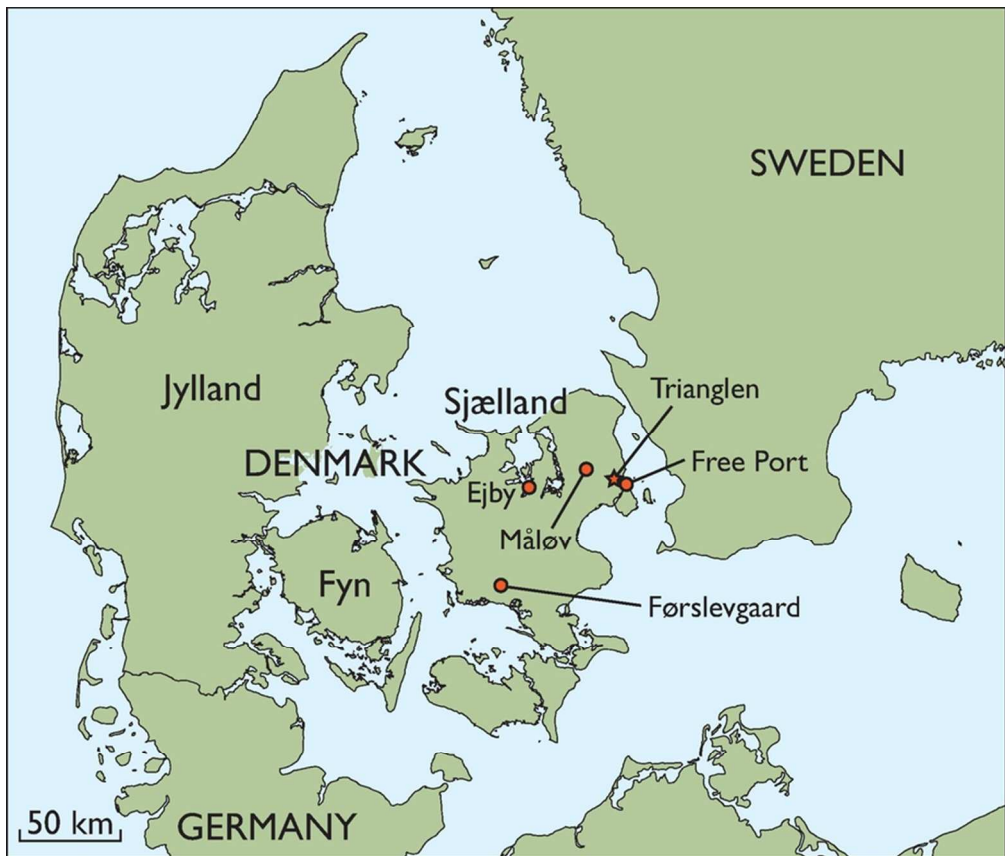 SWEDEN
Jylland
Sjælland
Trianglen
DENMARK
Free Port
Ejby
Måløv
Fyn
Førslevgaard
50 km
GERMANY